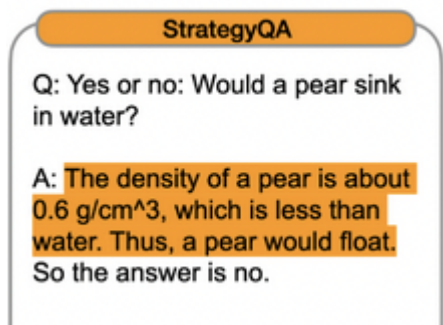 StrategyQA
Q: Yes or no: Would a pear sink
in water?
A: The density of a pear is about
0.6 g/cm^3, which is less than
water. Thus, a pear would float.
So the answer is no.